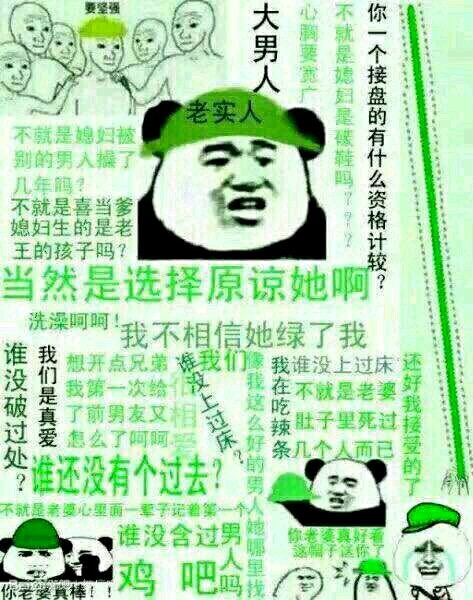 要坚强
老实人
大男人
心胸要宽广
不就是媳妇是破鞋吗？？？
你一个接盘的有什么资格计较？
不就是媳妇被
别的男人操了
几年吗？
不就是喜当爹
媳妇生的是老
王的孩子吗？
当然是选择原谅她啊
洗澡呵呵！
我不相信她绿了我
谁没破过处？
我们是真爱
想开点兄弟
我第一次给
了前男友又
怎么了呵呵
谁没上过床？
我们
相爱
像我这么好的男人她哪里找
我在吃辣条
谁没上过床
不就是老婆
肚子里死过
几个人而已
还好我接受的了
谁还没有个过去？
不就是老婆心里面一辈子记着第一个
男人吗
谁没含过
鸡吧
你老婆真好看
这帽子送你了
你老婆真棒！！